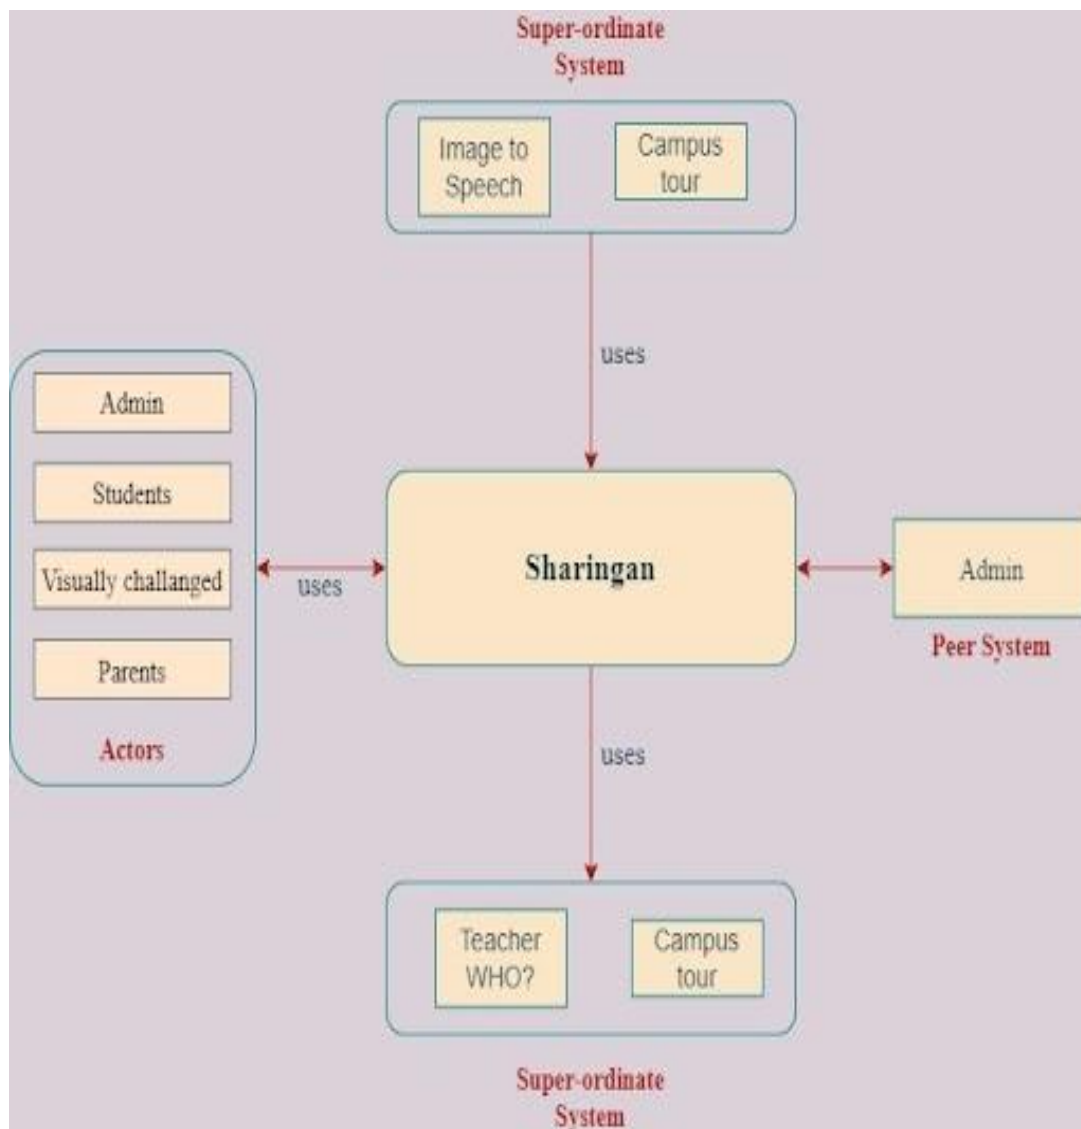 Super-ordinate
System
Image to
Speech
Campus
tour
uses
Admin
Students
Visually challanged
Parents
Actors
uses
Sharingan
Admin
Peer System
uses
Teacher
WHO?
Campus
tour
Super-ordinate
System